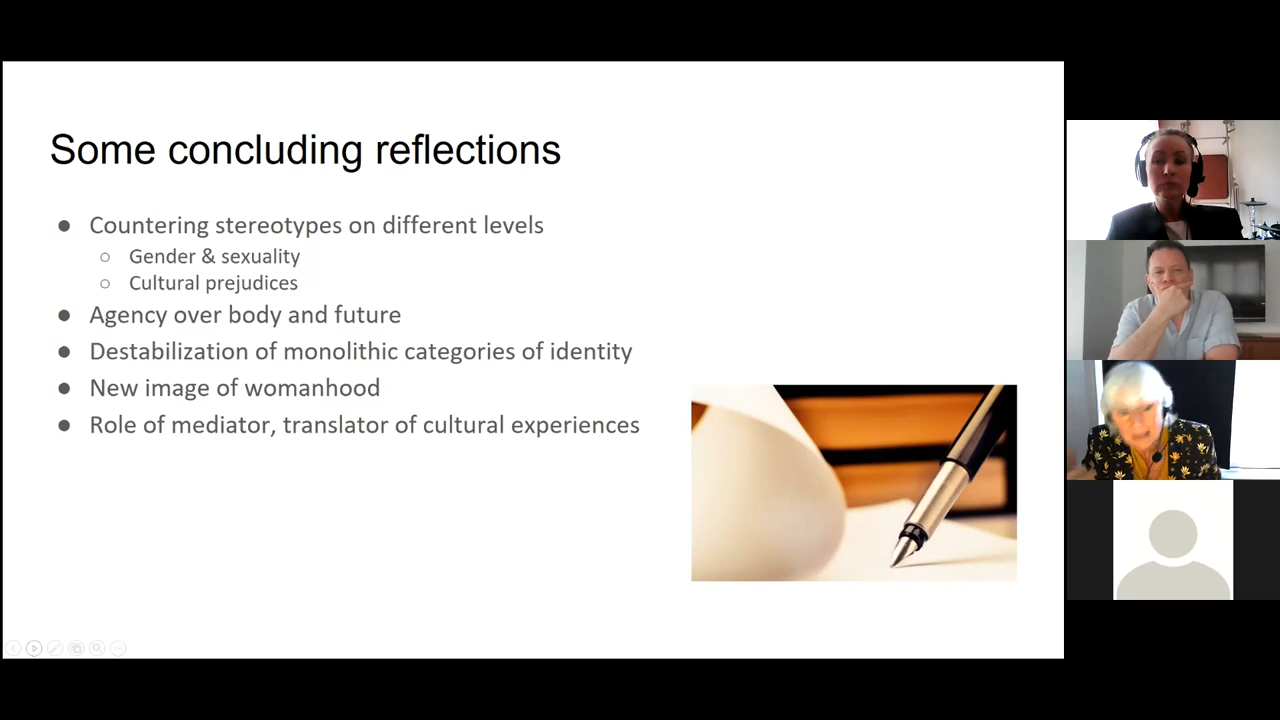 Some concluding reflections
● Countering stereotypes on different levels
○ Gender & sexuality
○ Cultural prejudices
● Agency over body and future
● Destabilization of monolithic categories of identity
● New image of womanhood
● Role of mediator, translator of cultural experiences